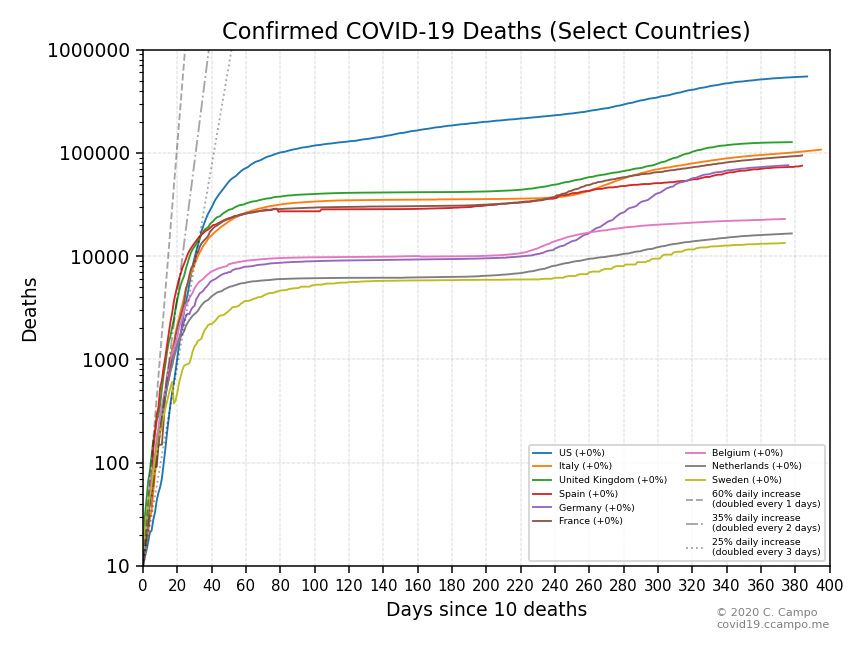 Confirmed COVID-19 Deaths (Select Countries)
1000000
100000
10000
1000
100
10
Deaths
0 20 40 60 80 100 120 140 160 180 200 220 240 260 280 300 320 340 360 380 400
Days since 10 deaths
US (+0%)
Italy (+0%)
United Kingdom (+0%)
Spain (+0%)
Germany (+0%)
France (+0%)
Belgium (+0%)
Netherlands (+0%)
Sweden (+0%)
60% daily increase
(doubled every 1 days)
35% daily increase
(doubled every 2 days)
25% daily increase
(doubled every 3 days)
© 2020 C. Campo
covid19.ccampo.me